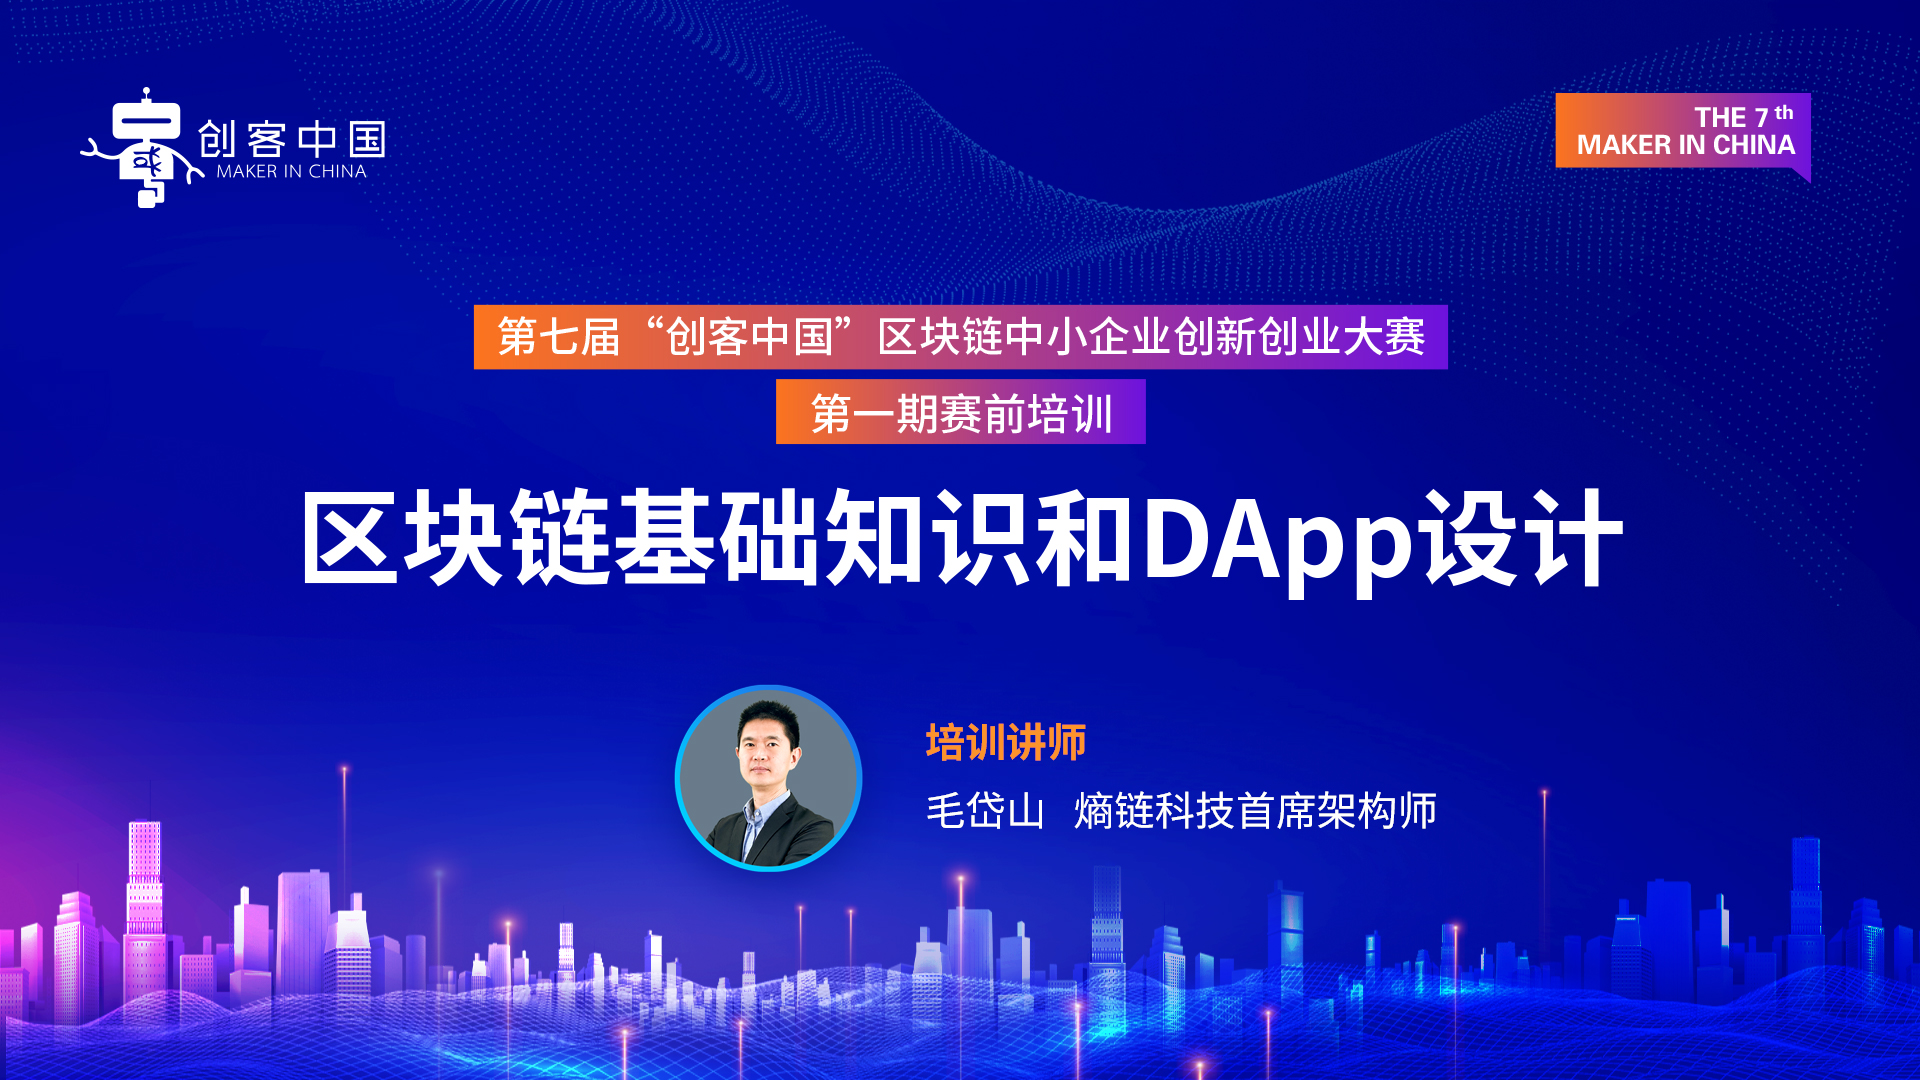 创客中国
MAKER IN CHINA
THE 7th
MAKER IN CHINA
第七届“创客中国”区块链中小企业创新创业大赛
第一期赛前培训
区块链基础知识和DApp设计
培训讲师
毛岱山 熵链科技首席架构师